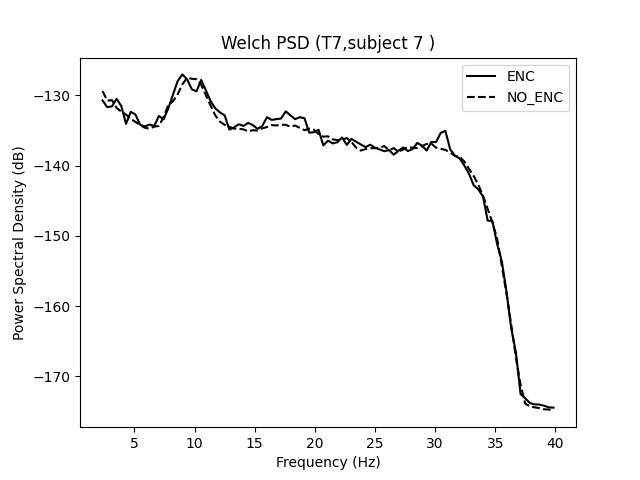 Welch PSD (T7,subject 7 )
ENC
NO_ENC
Power Spectral Density (dB)
−130
−140
−150
−160
−170
5 10 15 20 25 30 35 40
Frequency (Hz)